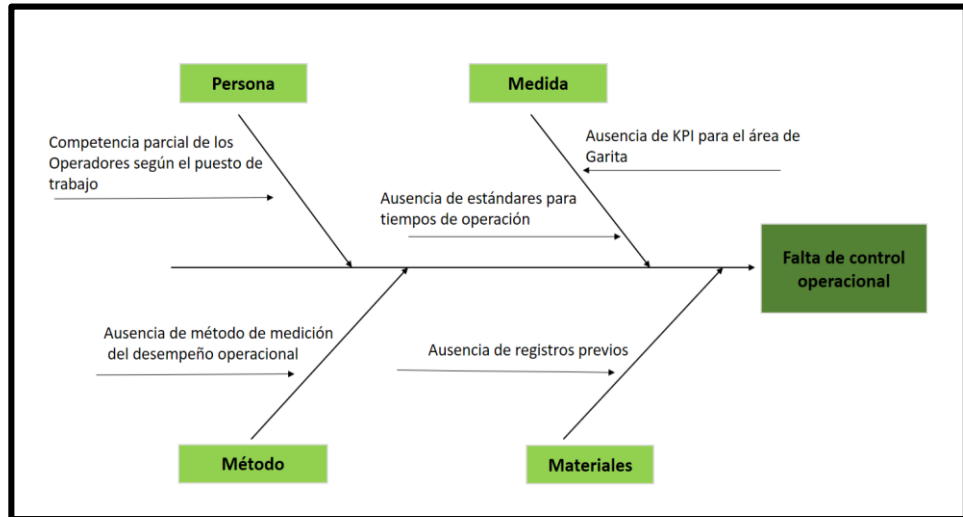 Persona
Medida
Competencia parcial de los
Operadores según el puesto de
trabajo
Ausencia de KPI para el área de
Garita
Ausencia de estándares para
tiempos de operación
Falta de control
operacional
Ausencia de método de medición
del desempeño operacional
Ausencia de registros previos
Método
Materiales